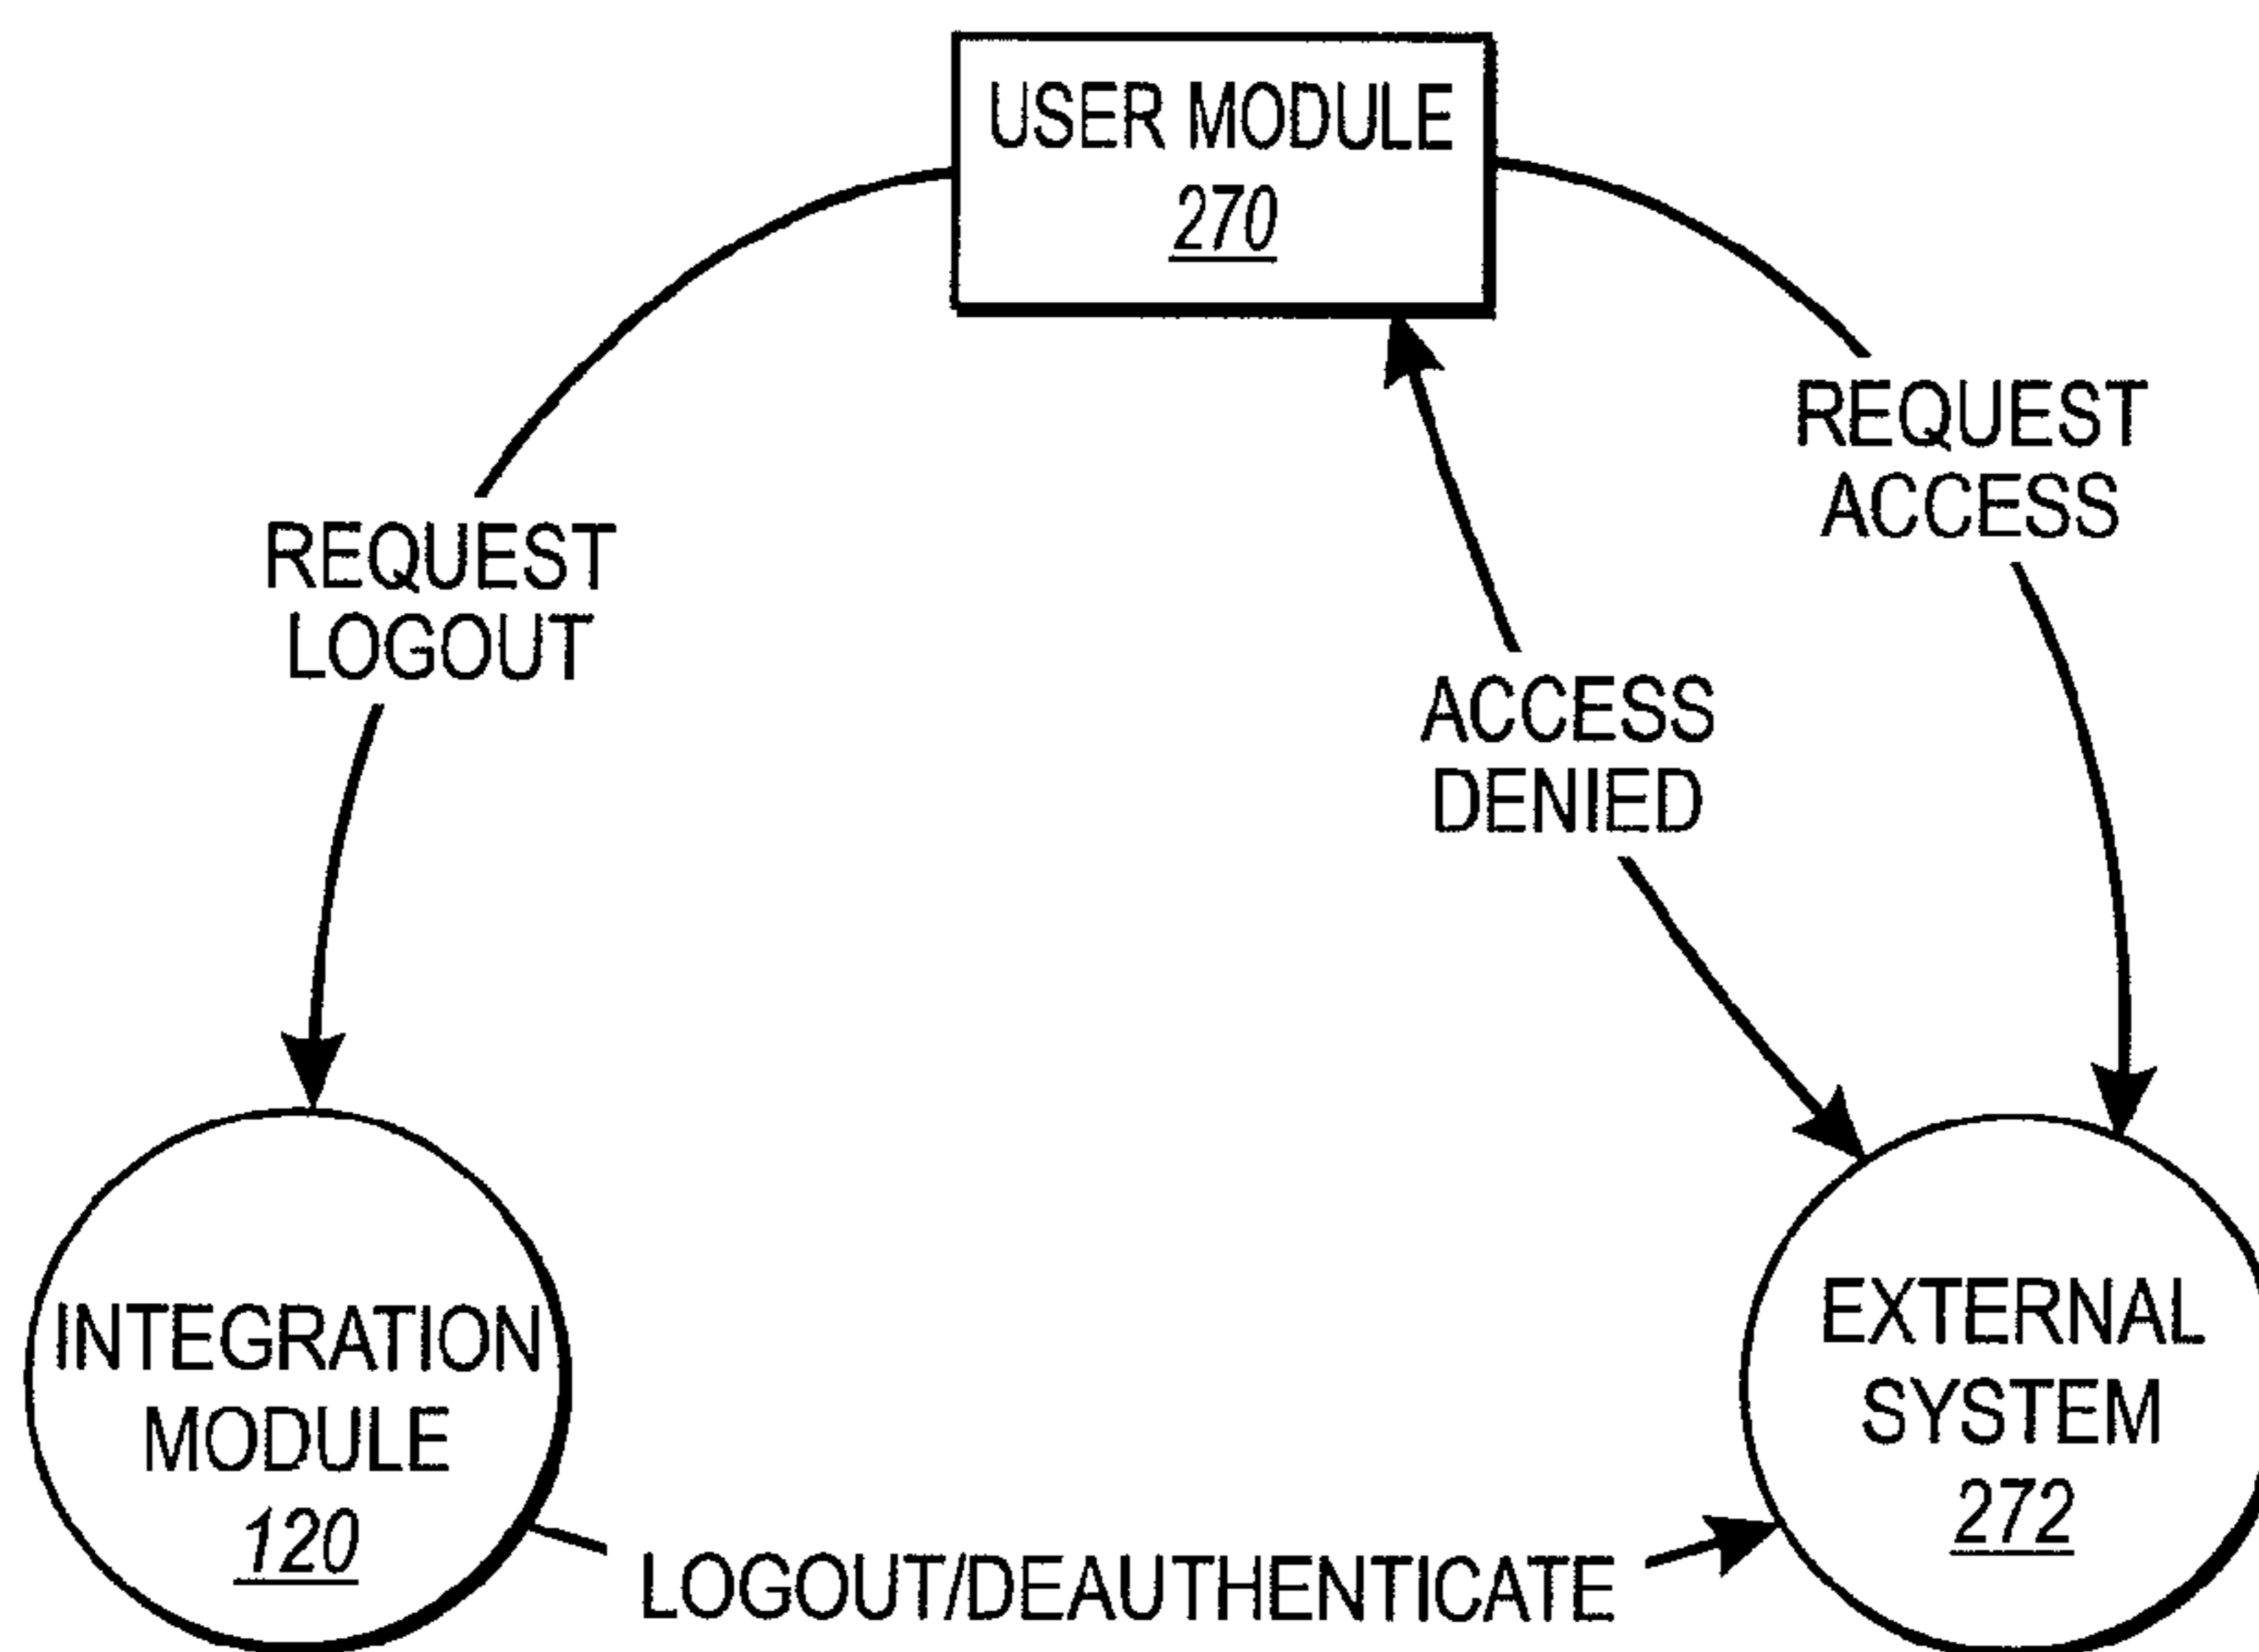 USER MODULE
270
REQUEST
ACCESS
REQUEST
LOGOUT
ACCESS
DENIED
INTEGRATION
MODULE
120
EXTERNAL
SYSTEM
272
LOGOUT/DEAUTHENTICATE